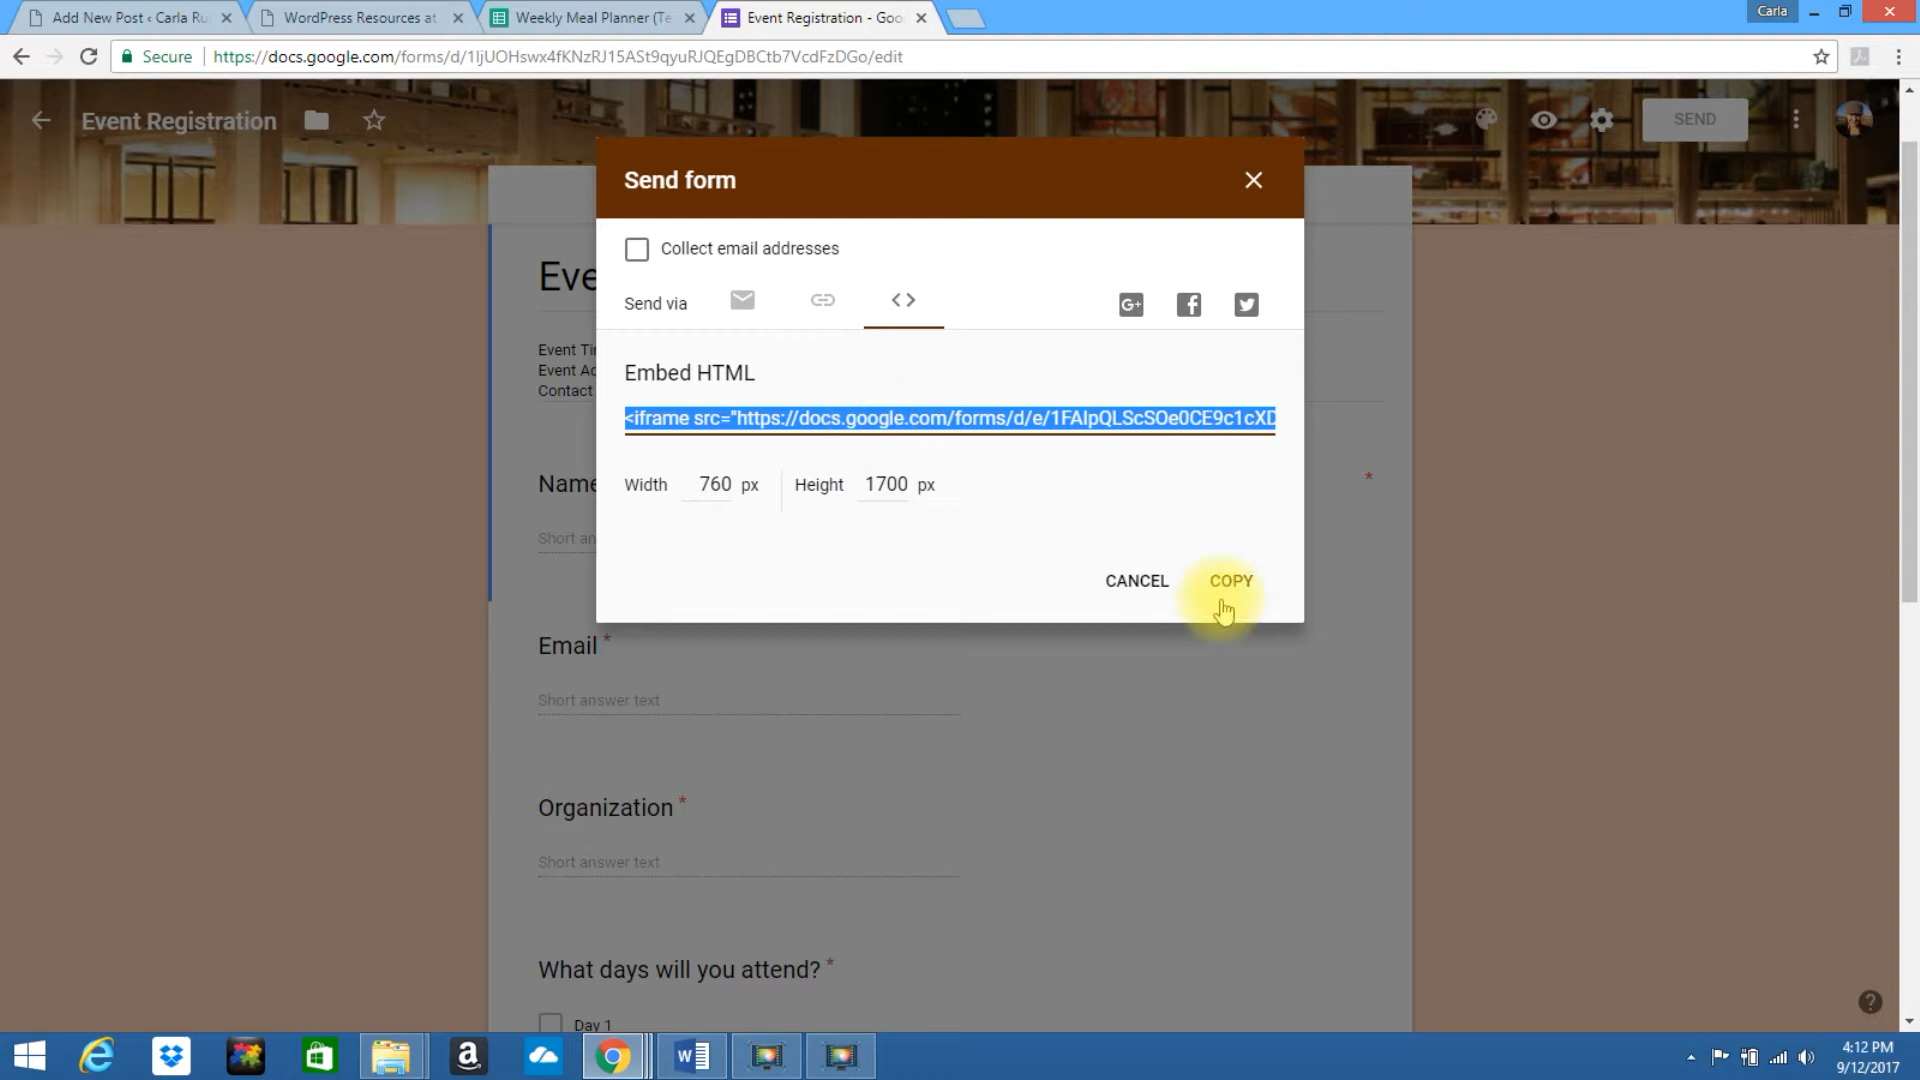 Add New Post ‹ Carla Ru
WordPress Resources at
Weekly Meal Planner (Te
Event Registration - Goo
Carla
Secure
https://docs.google.com/forms/d/1IjUOHswx4fKNzRJ15ASt9qyuRJQEgDBCtb7VcdFzDGo/edit
Event Registration
SEND
Send form
Collect email addresses
Eve
Send via
G+
Event Ti
Event Ad
Contact
Embed HTML
<iframe src="https://docs.google.com/forms/d/e/1FAIpQLScSOe0CE9c1cXD
Width 760 px
Height 1700 px
Name
*
Short an
CANCEL
COPY
Email *
Short answer text
Organization *
Short answer text
What days will you attend? *
Day 1
4:12 PM
9/12/2017